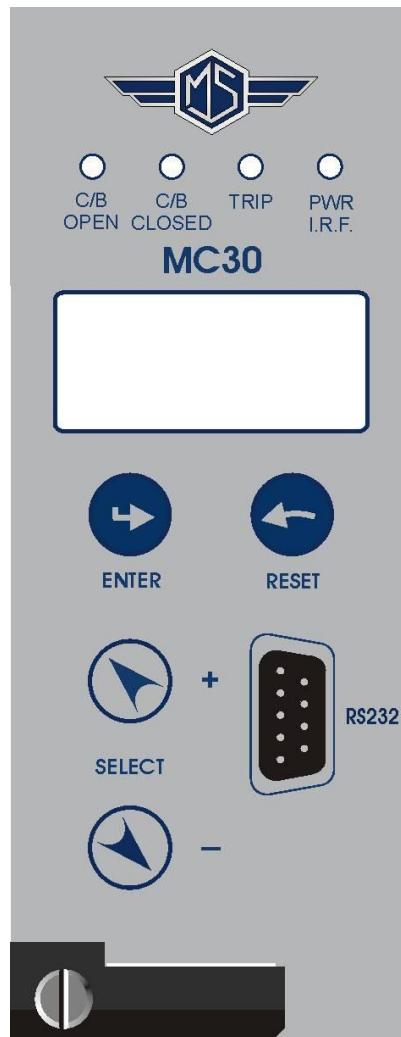 MS
C/B OPEN C/B CLOSED TRIP PWR I.R.F.
MC30
ENTER RESET
+
RS232
SELECT
−